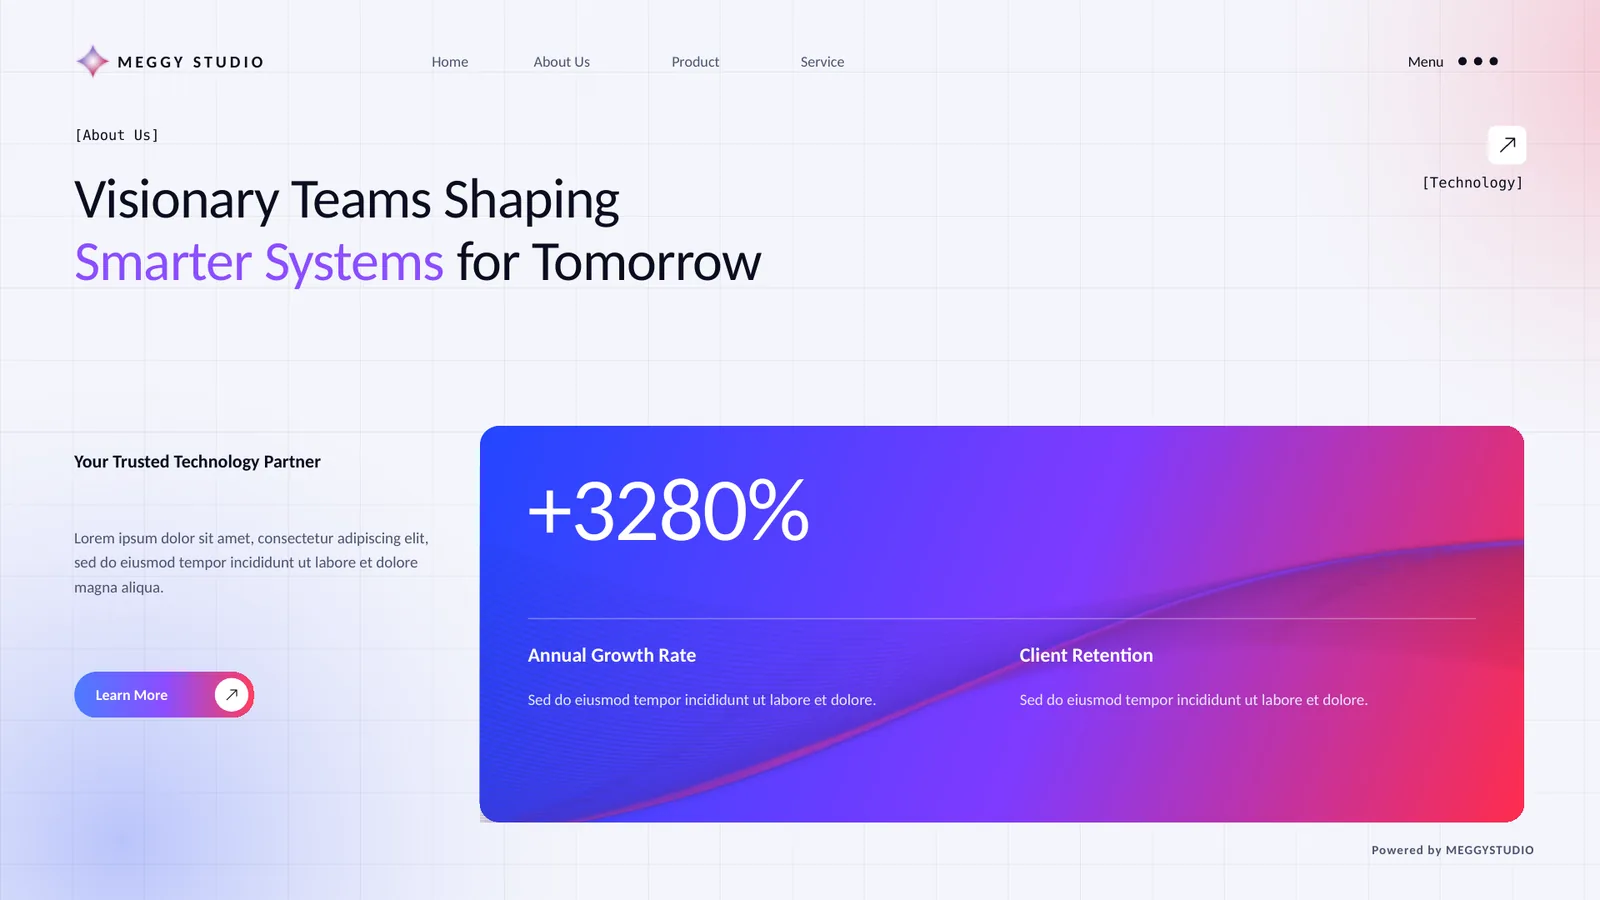 MEGGY STUDIO
Home
About Us
Product
Service
Menu
[About Us]
[Technology]
Visionary Teams Shaping
Smarter Systems for Tomorrow
Your Trusted Technology Partner
Lorem ipsum dolor sit amet, consectetur adipiscing elit,
sed do eiusmod tempor incididunt ut labore et dolore
magna aliqua.
Learn More
+3280%
Annual Growth Rate
Sed do eiusmod tempor incididunt ut labore et dolore.
Client Retention
Sed do eiusmod tempor incididunt ut labore et dolore.
Powered by MEGGYSTUDIO